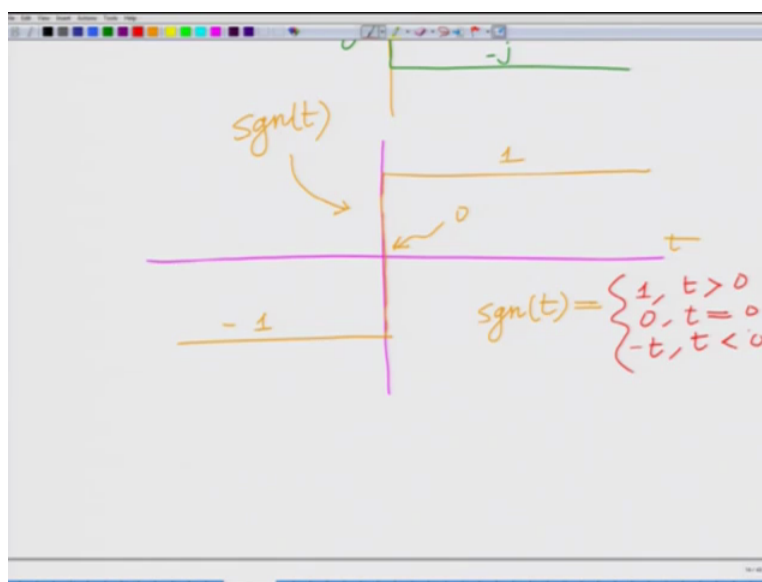 -j
sgn(t)
1
0
t
sgn(t) = { 1, t > 0
0, t = 0
-t, t < 0
- 1